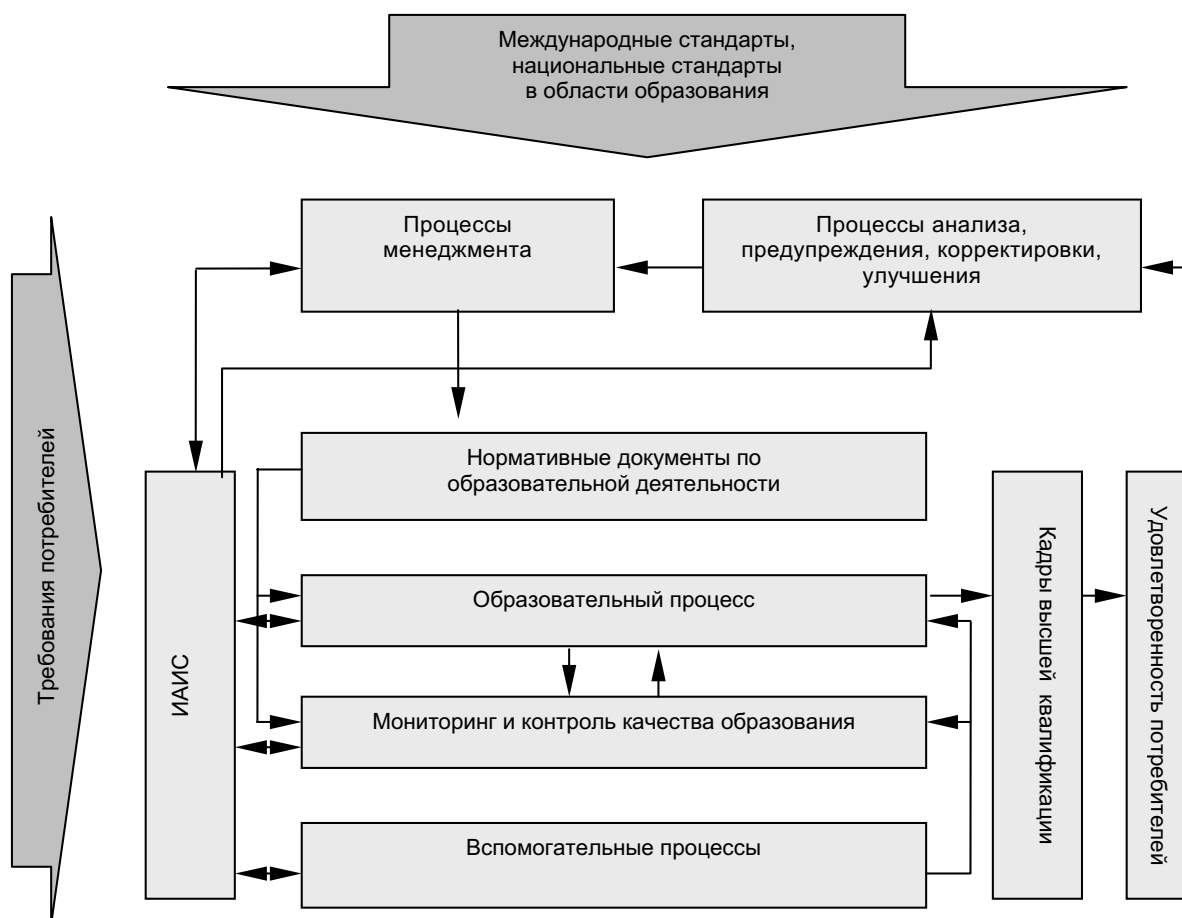 Международные стандарты,
национальные стандарты
в области образования
Процессы
менеджмента
Процессы анализа,
предупреждения, корректировки,
улучшения
Требования потребителей
ИАИС
Нормативные документы по
образовательной деятельности
Образовательный процесс
Мониторинг и контроль качества образования
Вспомогательные процессы
Кадры высшей квалификации
Удовлетворенность потребителей